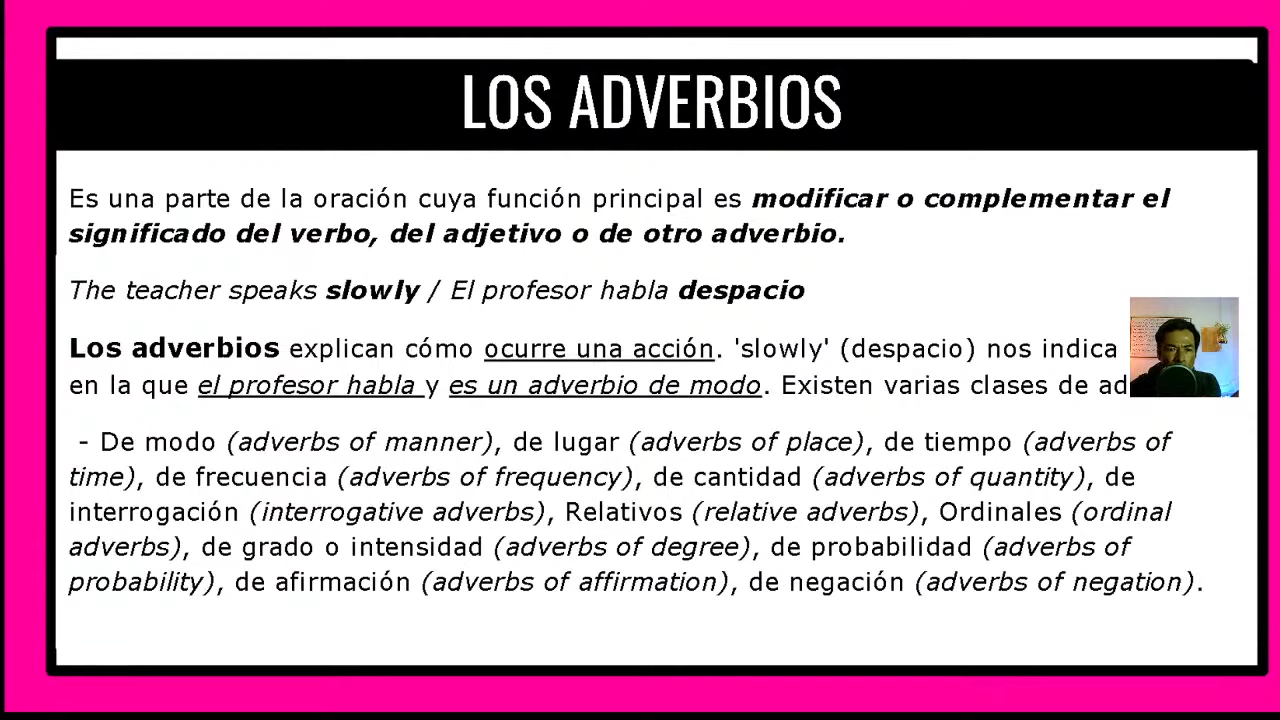 LOS ADVERBIOS
Es una parte de la oración cuya función principal es modificar o complementar el
significado del verbo, del adjetivo o de otro adverbio.
The teacher speaks slowly / El profesor habla despacio
Los adverbios explican cómo ocurre una acción. 'slowly' (despacio) nos indica
en la que el profesor habla y es un adverbio de modo. Existen varias clases de
- De modo (adverbs of manner), de lugar (adverbs of place), de tiempo (adverbs of
time), de frecuencia (adverbs of frequency), de cantidad (adverbs of quantity), de
interrogación (interrogative adverbs), Relativos (relative adverbs), Ordinales (ordinal
adverbs), de grado o intensidad (adverbs of degree), de probabilidad (adverbs of
probability), de afirmación (adverbs of affirmation), de negación (adverbs of negation).